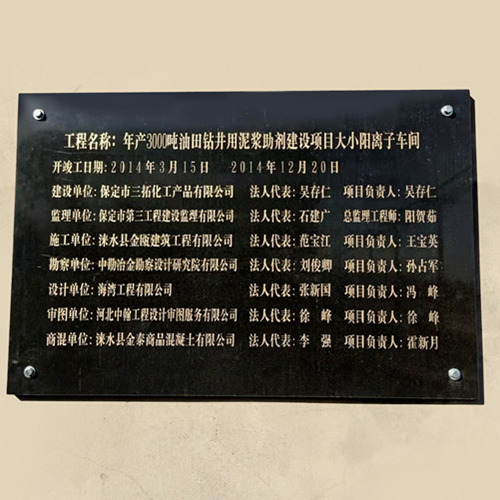 工程名称：年产3000吨油田钻井用泥浆助剂建设项目大小阳离子车间
开竣工日期：2014年3月15日 2014年12月20日
建设单位：保定市三拓化工产品有限公司 法人代表：吴存仁 项目负责人：吴存仁
监理单位：保定市第三工程建设监理有限公司 石建广 总监理工程师：阳贺茹
施工单位：涞水县金瓯建筑工程有限公司 法人代表：范宝江 项目负责人：王宝英
勘察单位：中勘冶金勘察设计研究院有限公司 法人代表：刘俊卿 项目负责人：孙占军
设计单位：海湾工程有限公司 法人代表：张新国 项目负责人：冯 峰
审图单位：河北中翰工程设计审图服务有限公司 法人代表：徐 峰 项目负责人：徐 峰
商混单位：涞水县金泰商品混凝土有限公司 法人代表：李 强 项目负责人：霍新月